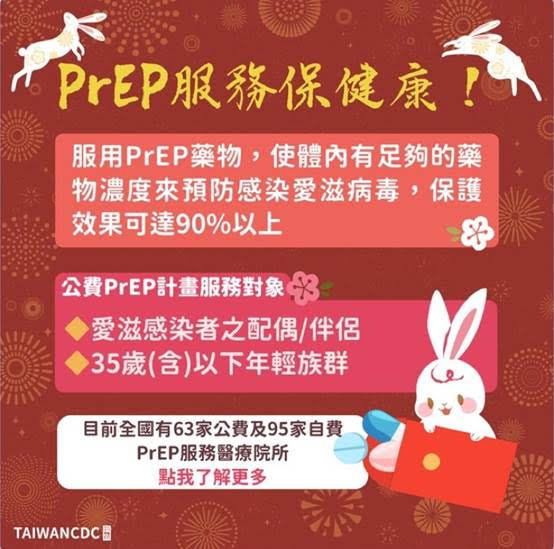 PrEP服務保健康！
服用PrEP藥物，使體內有足夠的藥
物濃度來預防感染愛滋病毒，保護
效果可達90%以上
公費PrEP計畫服務對象
愛滋感染者之配偶/伴侶
35歲(含)以下年輕族群
目前全國有63家公費及95家自費
PrEP服務醫療院所
點我了解更多
TAIWANCDC